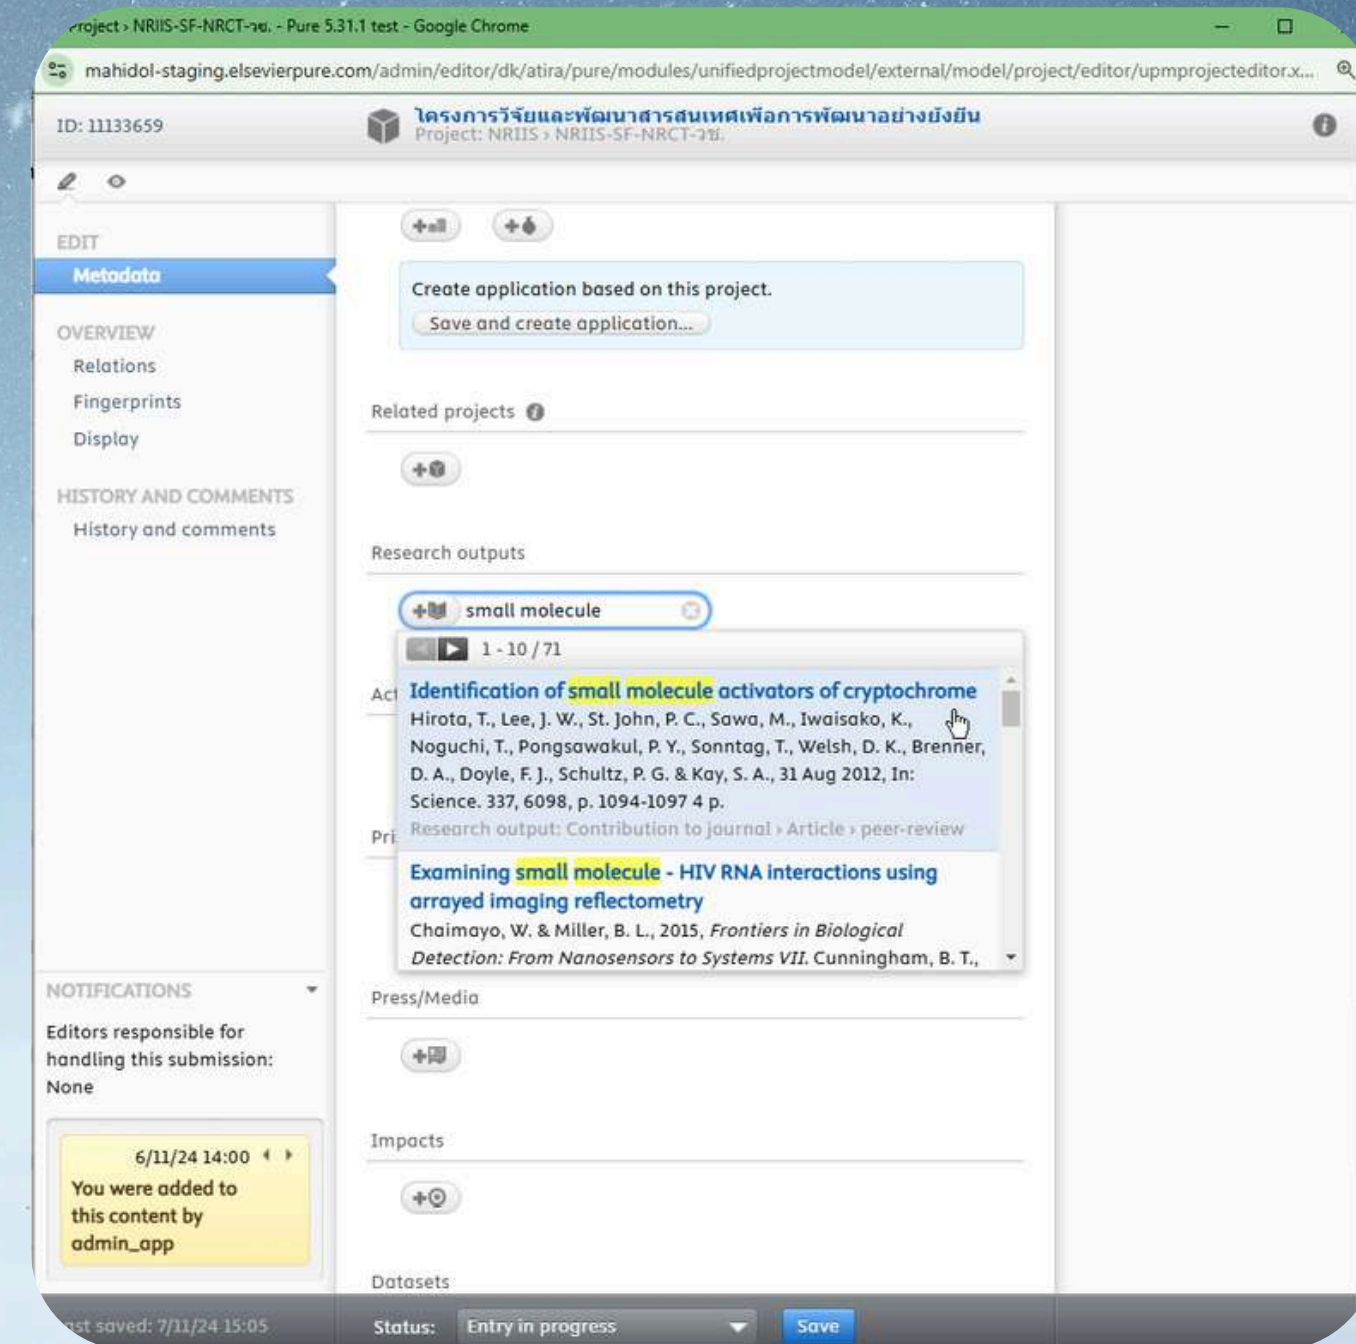 Project › NRIIS-SF-NRCT-วช. - Pure 5.31.1 test - Google Chrome
mahidol-staging.elsevierpure.com/admin/editor/dk/atira/pure/modules/unifiedprojectmodel/external/model/project/editor/upmprojecteditor.x...
ID: 11133659
โครงการวิจัยและพัฒนาสารสนเทศเพื่อการพัฒนาอย่างยั่งยืน
Project: NRIIS › NRIIS-SF-NRCT-วช.
EDIT
Metadata
OVERVIEW
Relations
Fingerprints
Display
HISTORY AND COMMENTS
History and comments
NOTIFICATIONS
Editors responsible for
handling this submission:
None
6/11/24 14:00
You were added to
this content by
admin_app
Create application based on this project.
Save and create application...
Related projects
Research outputs
small molecule
1 - 10 / 71
Act
Identification of small molecule activators of cryptochrome
Hirota, T., Lee, J. W., St. John, P. C., Sawa, M., Iwaisako, K.,
Noguchi, T., Pongsawakul, P. Y., Sonntag, T., Welsh, D. K., Brenner,
D. A., Doyle, F. J., Schultz, P. G. & Kay, S. A., 31 Aug 2012, In:
Science. 337, 6098, p. 1094-1097 4 p.
Pri
Research output: Contribution to journal › Article › peer-review
Examining small molecule - HIV RNA interactions using
arrayed imaging reflectometry
Chaimayo, W. & Miller, B. L., 2015, Frontiers in Biological
Detection: From Nanosensors to Systems VII. Cunningham, B. T.,
Press/Media
Impacts
Datasets
ast saved: 7/11/24 15:05
Status:
Entry in progress
Save